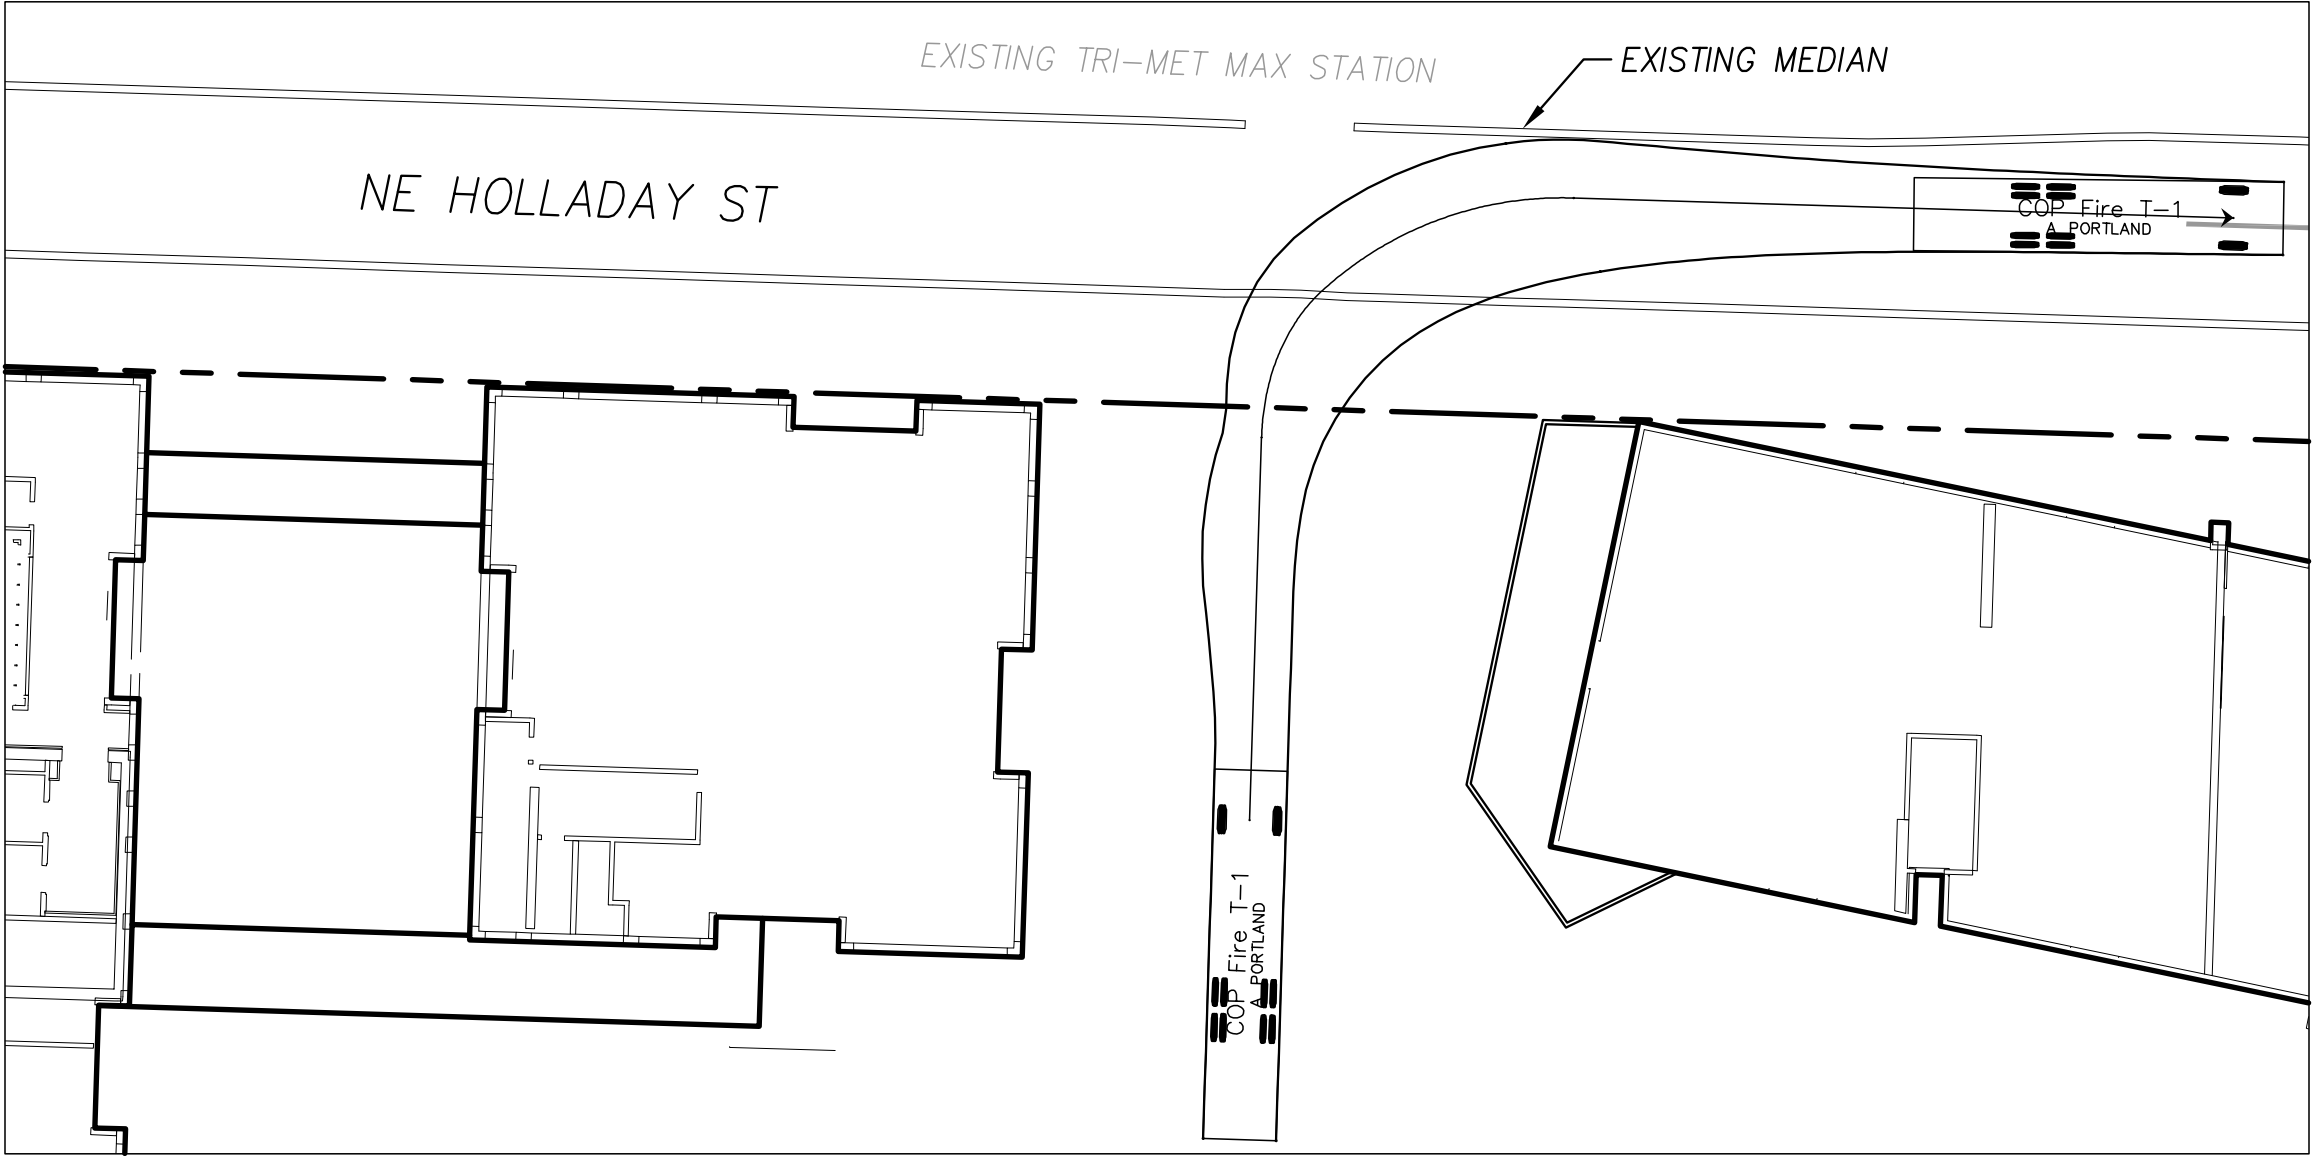 EXISTING TRI-MET MAX STATION
EXISTING MEDIAN
NE HOLLADAY ST
COP Fire T-1
A PORTLAND
COP Fire T-1
A PORTLAND